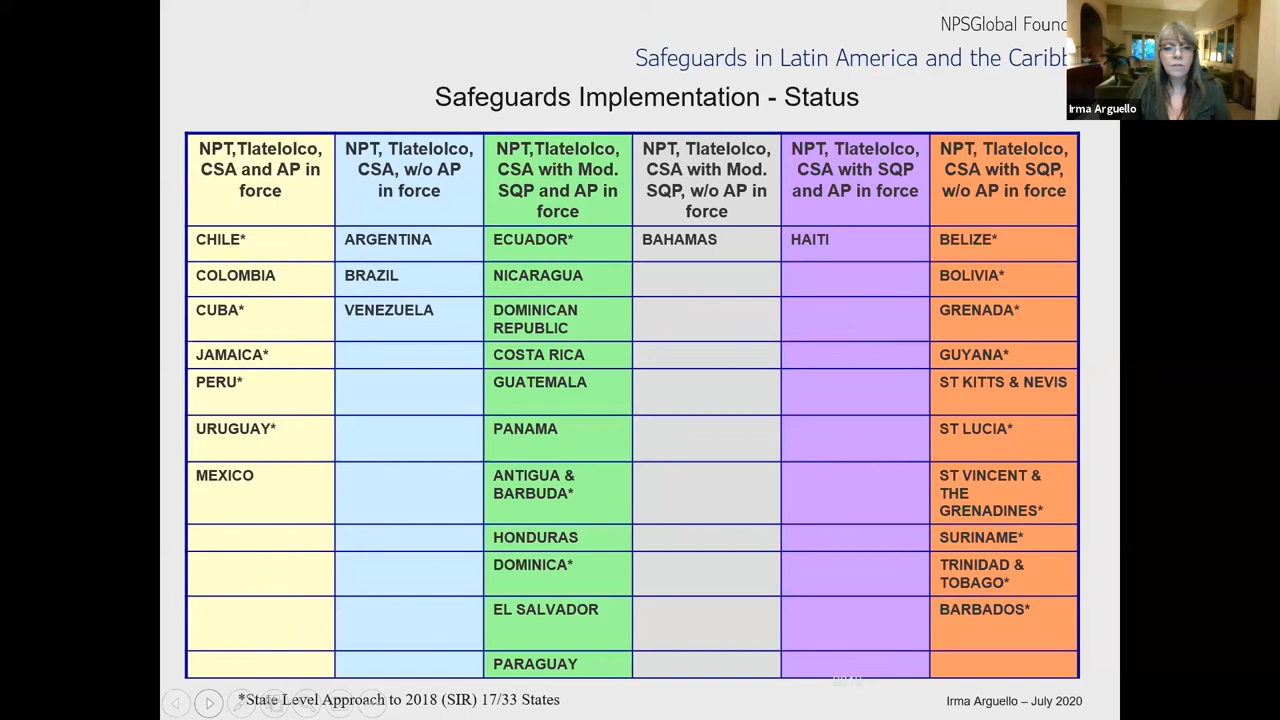 NPSGlobal Found
Safeguards in Latin America and the Caribb
Irma Arguello
Safeguards Implementation - Status
NPT,Tlatelolco,
CSA and AP in
force
NPT, Tlatelolco,
CSA, w/o AP
in force
NPT,Tlatelolco,
CSA with Mod.
SQP and AP in
force
NPT, Tlatelolco,
CSA with Mod.
SQP, w/o AP in
force
NPT, Tlatelolco,
CSA with SQP
and AP in force
NPT, Tlatelolco,
CSA with SQP,
w/o AP in force
CHILE*
ARGENTINA
ECUADOR*
BAHAMAS
HAITI
BELIZE*
COLOMBIA
BRAZIL
NICARAGUA
BOLIVIA*
CUBA*
VENEZUELA
DOMINICAN
REPUBLIC
GRENADA*
JAMAICA*
COSTA RICA
GUYANA*
PERU*
GUATEMALA
ST KITTS & NEVIS
URUGUAY*
PANAMA
ST LUCIA*
MEXICO
ANTIGUA &
BARBUDA*
ST VINCENT &
THE
GRENADINES*
HONDURAS
SURINAME*
DOMINICA*
TRINIDAD &
TOBAGO*
EL SALVADOR
BARBADOS*
PARAGUAY
*State Level Approach to 2018 (SIR) 17/33 States
Irma Arguello – July 2020